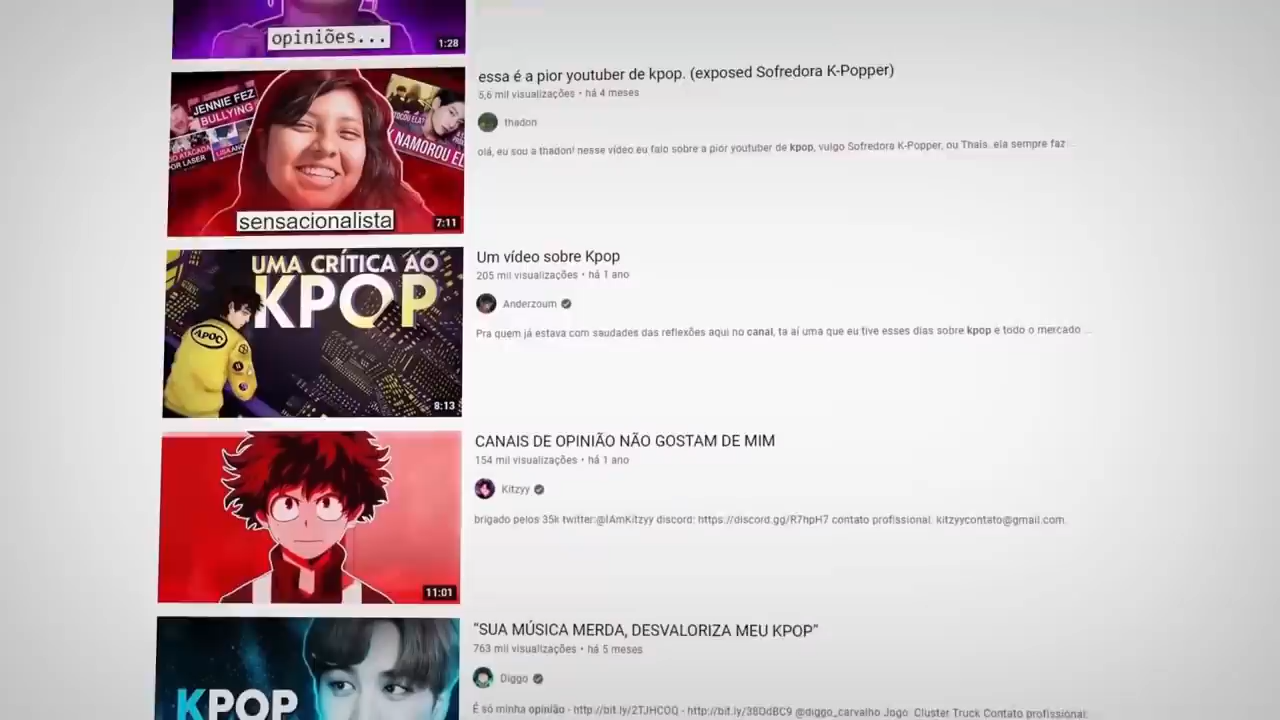 opiniões...
1:28
essa é a pior youtuber de kpop. (exposed Sofredora K-Popper)
5,6 mil visualizações • há 4 meses
thadon
olá, eu sou a thadon! nesse vídeo eu falo sobre a pior youtuber de kpop, vulgo Sofredora K-Popper, ou Thaís. ela sempre faz ...
JENNIE FEZ
BULLYING
TOCOU ELA?
NAMOROU EL
POR LASER
sensacionalista
7:11
Um vídeo sobre Kpop
205 mil visualizações • há 1 ano
Anderzoum
Pra quem já estava com saudades das reflexões aqui no canal, ta aí uma que eu tive esses dias sobre kpop e todo o mercado ...
UMA CRÍTICA AO
KPOP
APOC
8:13
CANAIS DE OPINIÃO NÃO GOSTAM DE MIM
154 mil visualizações • há 1 ano
Kitzyy
brigado pelos 35k twitter:@IAmKitzyy discord: https://discord.gg/R7hpH7 contato profissional: kitzyycontato@gmail.com
11:01
“SUA MÚSICA MERDA, DESVALORIZA MEU KPOP”
763 mil visualizações • há 5 meses
Diggo
É só minha opinião - http://bit.ly/2TJHCOQ - http://bit.ly/38DdBC9 @diggo_carvalho Jogo: Cluster Truck Contato profissional:
KPOP